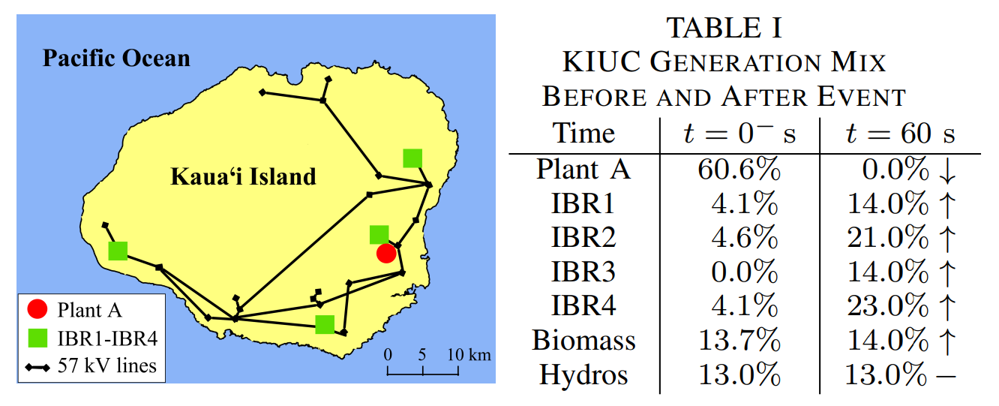 Pacific Ocean
Kaua‘i Island
Plant A
IBR1-IBR4
57 kV lines
0 5 10 km
TABLE I
KIUC GENERATION MIX
BEFORE AND AFTER EVENT
Time t = 0⁻ s t = 60 s
Plant A 60.6% 0.0% ↓
IBR1 4.1% 14.0% ↑
IBR2 4.6% 21.0% ↑
IBR3 0.0% 14.0% ↑
IBR4 4.1% 23.0% ↑
Biomass 13.7% 14.0% ↑
Hydros 13.0% 13.0% −